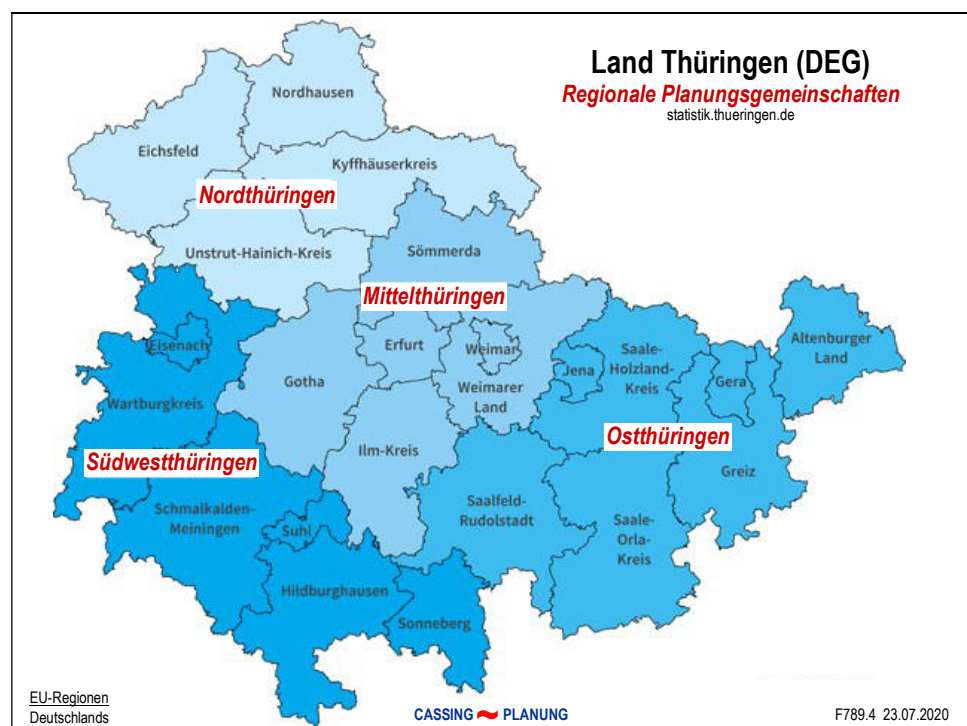 Land Thüringen (DEG)
Regionale Planungsgemeinschaften
statistik.thueringen.de
Nordhausen
Eichsfeld
Kyffhäuserkreis
Nordthüringen
Unstrut-Hainich-Kreis
Sömmerda
Mittelthüringen
Eisenach
Erfurt
Weimar
Gotha
Weimarer
Land
Jena
Saale-
Holzland-
Kreis
Gera
Altenburger
Land
Wartburgkreis
Südwestthüringen
Ilm-Kreis
Ostthüringen
Greiz
Schmalkalden-
Meiningen
Suhl
Saalfeld-
Rudolstadt
Saale-
Orla-
Kreis
Hildburghausen
Sonneberg
EU-Regionen
Deutschlands
CASSING PLANUNG
F789.4 23.07.2020